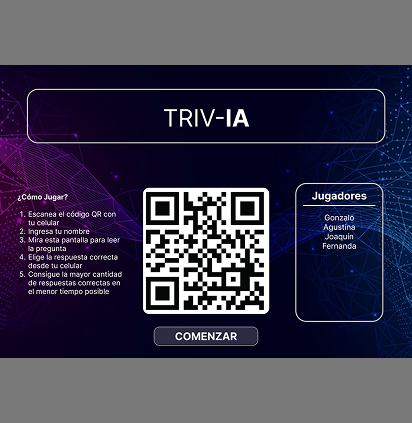 TRIV-IA
¿Cómo Jugar?
1. Escanea el código QR con
tu celular
2. Ingresa tu nombre
3. Mira esta pantalla para leer
la pregunta
4. Elige la respuesta correcta
desde tu celular
5. Consigue la mayor cantidad
de respuestas correctas en
el menor tiempo posible
Jugadores
Gonzalo
Agustina
Joaquín
Fernanda
COMENZAR